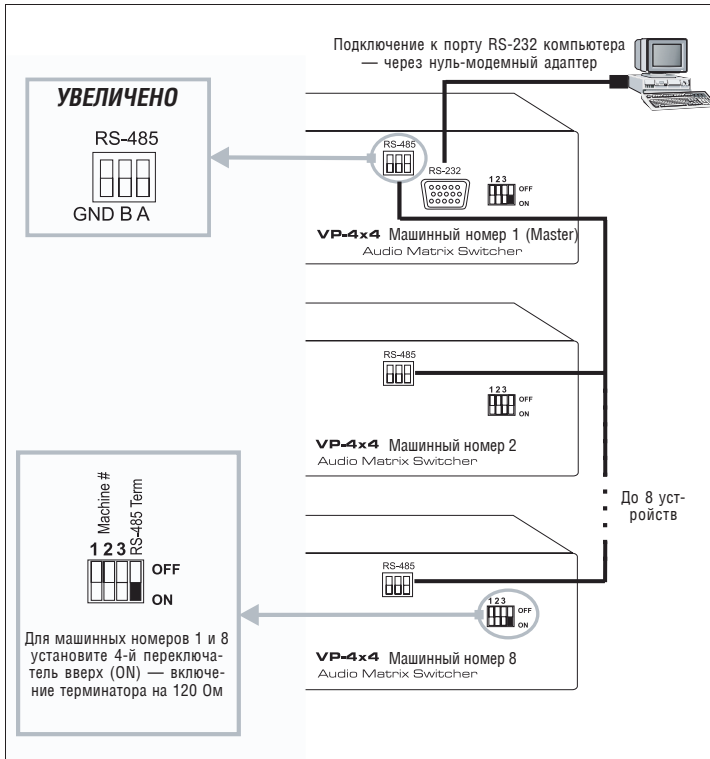 Подключение к порту RS-232 компьютера
— через нуль-модемный адаптер
УВЕЛИЧЕНО
RS-485
GND B A
RS-485
RS-232
1 2 3
OFF
ON
VP-4x4 Машинный номер 1 (Master)
Audio Matrix Switcher
RS-485
1 2 3
OFF
ON
VP-4x4 Машинный номер 2
Audio Matrix Switcher
До 8 уст-
ройств
Machine #
RS-485 Term
1 2 3
OFF
ON
Для машинных номеров 1 и 8
установите 4-й переключа-
тель вверх (ON) — включе-
ние терминатора на 120 Ом
RS-485
1 2 3
OFF
ON
VP-4x4 Машинный номер 8
Audio Matrix Switcher